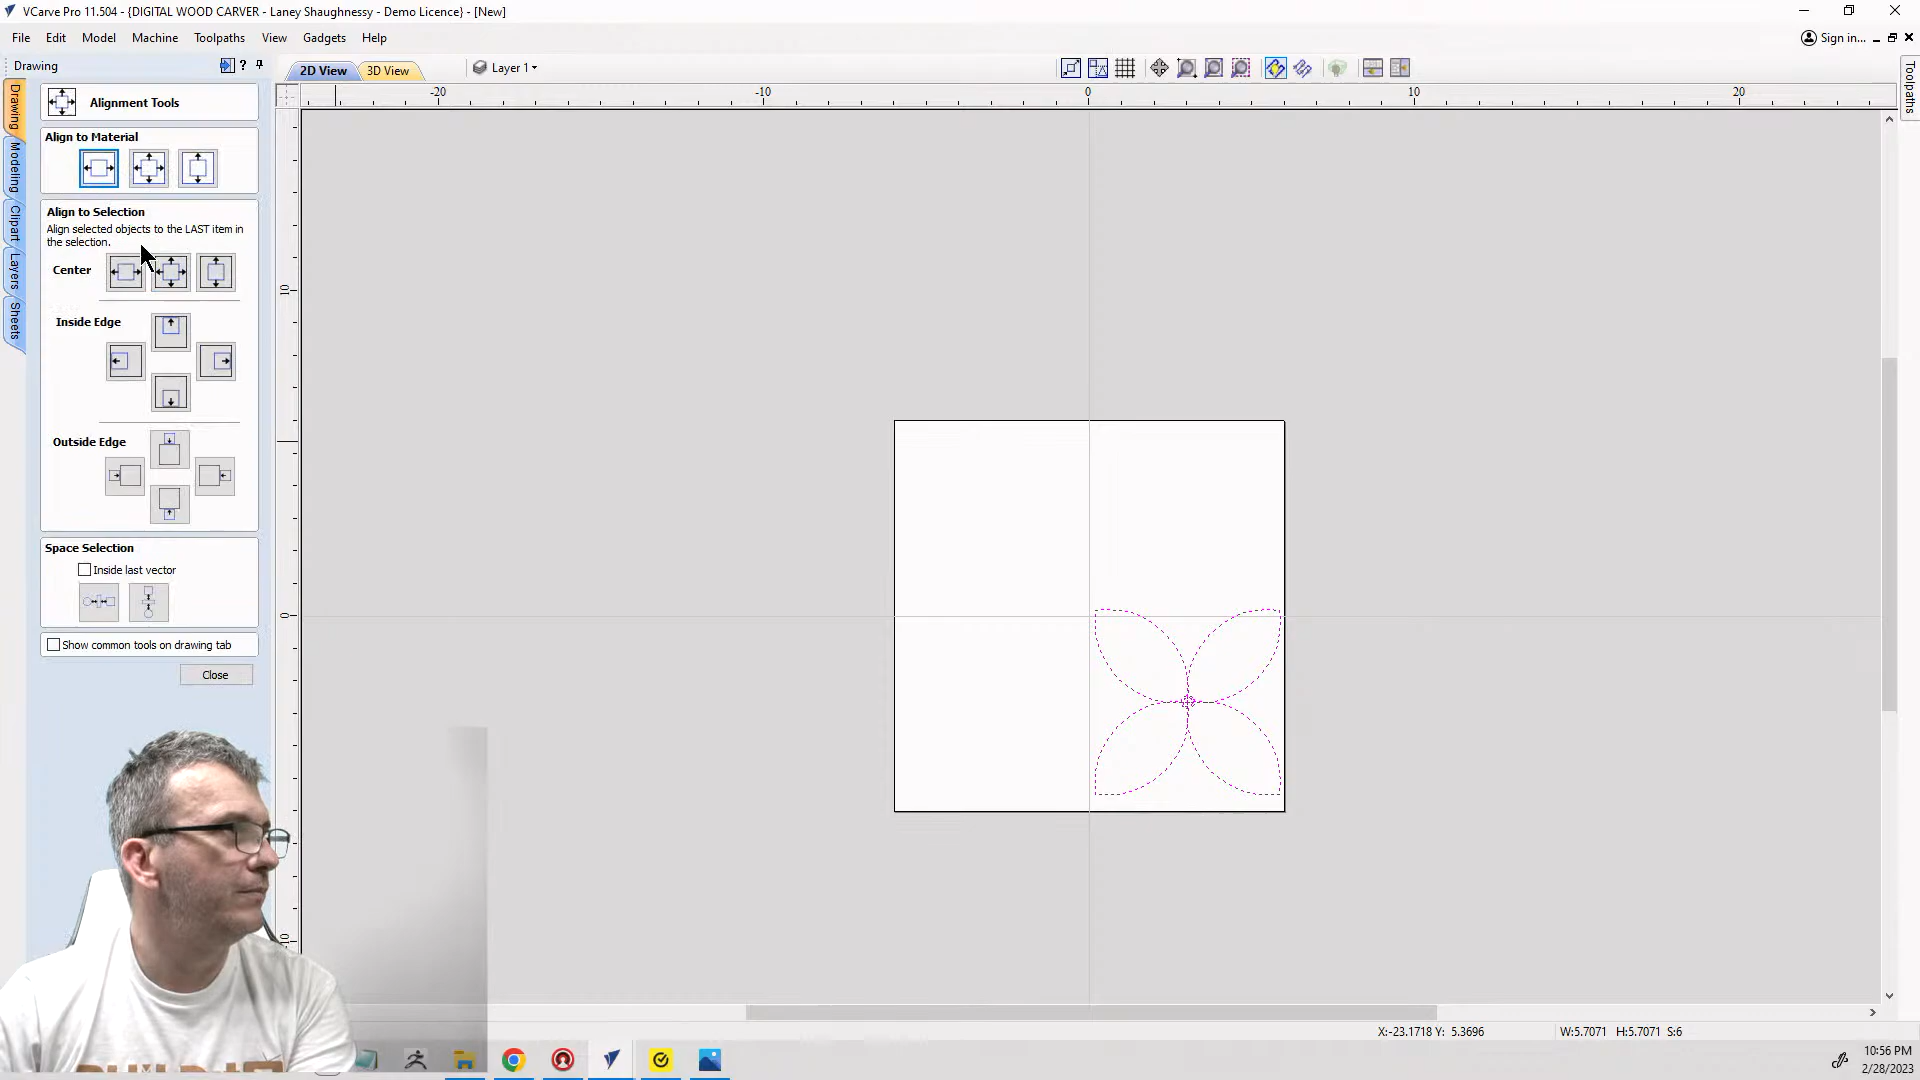 VCarve Pro 11.504 - {DIGITAL WOOD CARVER - Laney Shaughnessy - Demo Licence} - [New]
File Edit Model Machine Toolpaths View Gadgets Help
Sign in...
Drawing
?
2D View
3D View
Layer 1
Toolpaths
Drawing
Modeling
Clipart
Layers
Sheets
Alignment Tools
Align to Material
Align to Selection
Align selected objects to the LAST item in
the selection.
Center
Inside Edge
Outside Edge
Space Selection
Inside last vector
Show common tools on drawing tab
Close
-20 -10 0 10 20
10
0
X:-23.1718 Y: 5.3696
W:5.7071 H:5.7071 S:6
10:56 PM
2/28/2023